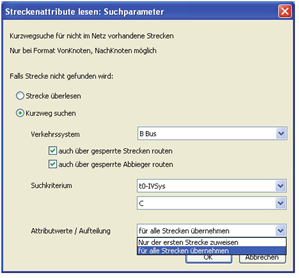 Streckenattribute lesen: Suchparameter
Kurzwegsuche für nicht im Netz vorhandene Strecken
Nur bei Format VonKnoten, NachKnoten möglich
Falls Strecke nicht gefunden wird:
Strecke überlesen
Kurzweg suchen
Verkehrssystem
B Bus
auch über gesperrte Strecken routen
auch über gesperrte Abbieger routen
Suchkriterium
t0-IVSys
C
Attributwerte / Aufteilung
für alle Strecken übernehmen
Nur der ersten Strecke zuweisen
für alle Strecken übernehmen
OK
Abbrechen